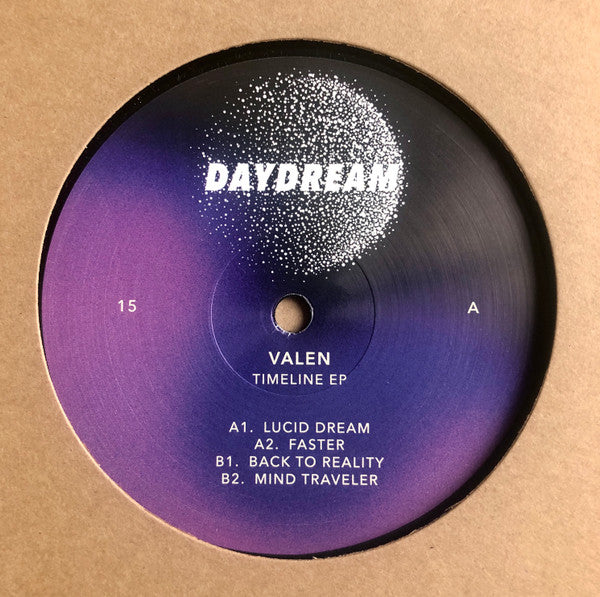 DAYDREAM
15
A
VALEN
TIMELINE EP
A1. LUCID DREAM
A2. FASTER
B1. BACK TO REALITY
B2. MIND TRAVELER